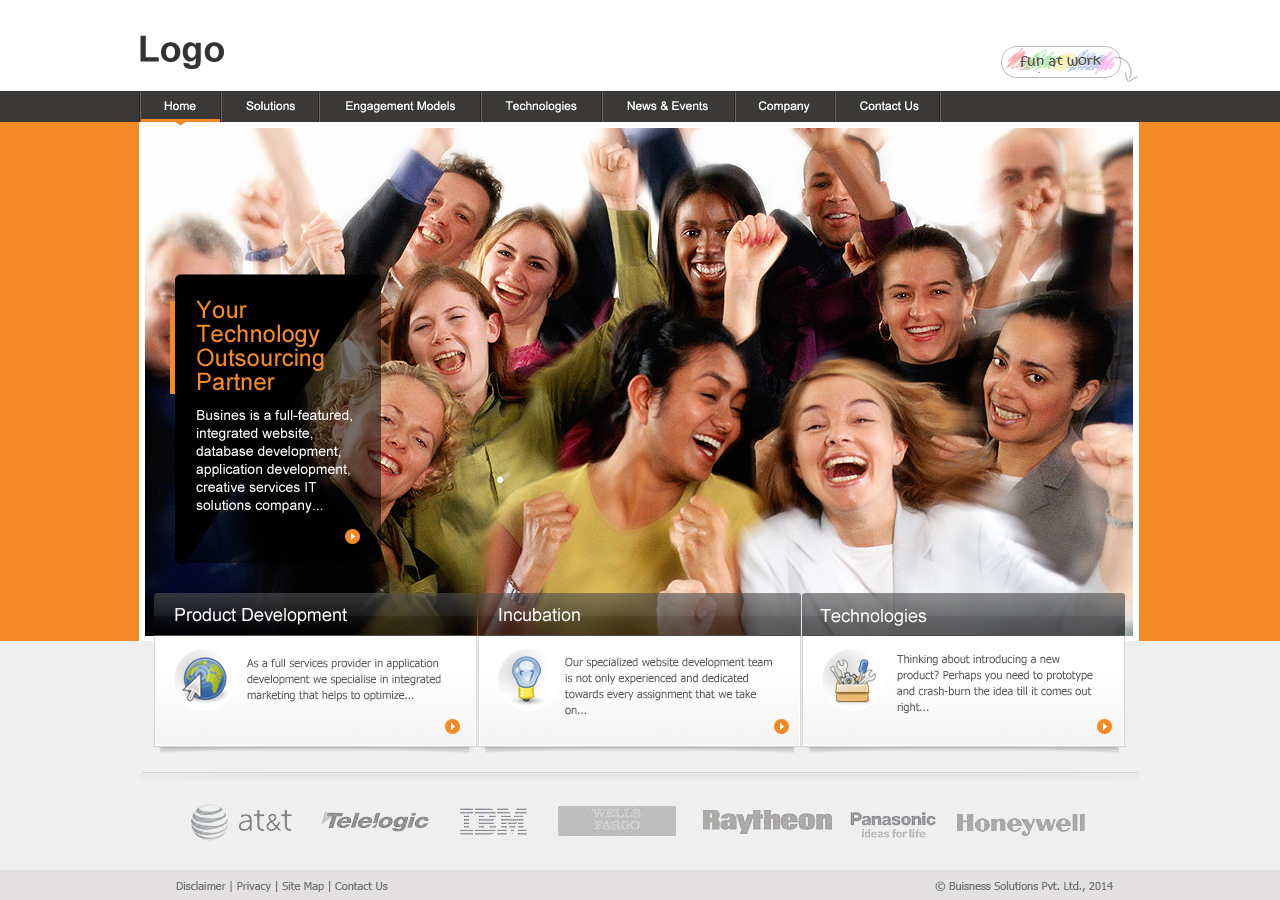 Logo
fun at work
Home Solutions Engagement Models Technologies News & Events Company Contact Us
Your
Technology
Outsourcing
Partner
Busines is a full-featured,
integrated website,
database development,
application development,
creative services IT
solutions company...
Product Development
As a full services provider in application
development we specialise in integrated
marketing that helps to optimize...
Incubation
Our specialized website development team
is not only experienced and dedicated
towards every assignment that we take
on...
Technologies
Thinking about introducing a new
product? Perhaps you need to prototype
and crash-burn the idea till it comes out
right...
at&t
Telelogic
IBM
WELLS
FARGO
Raytheon
Panasonic
ideas for life
Honeywell
Disclaimer | Privacy | Site Map | Contact Us
© Buisness Solutions Pvt. Ltd., 2014